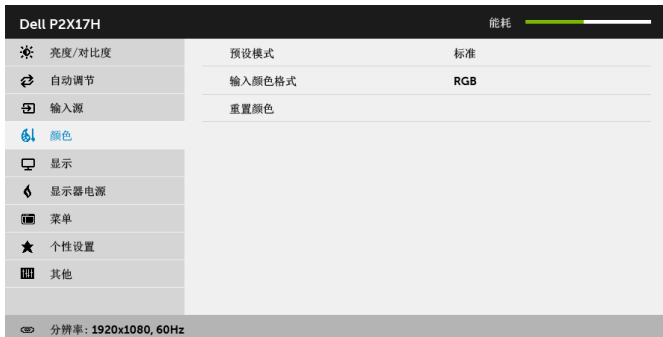 Dell P2X17H 能耗
亮度/对比度 预设模式 标准
自动调节 输入颜色格式 RGB
输入源 重置颜色
颜色
显示
显示器电源
菜单
个性设置
其他
分辨率: 1920x1080, 60Hz